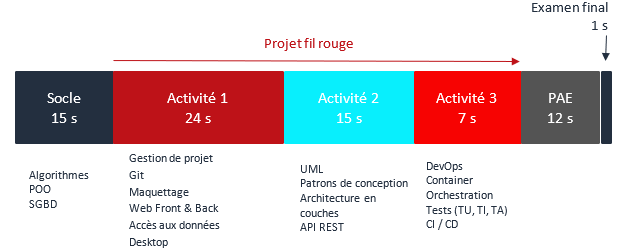 Examen final
1 s
Projet fil rouge
Socle
15 s
Activité 1
24 s
Activité 2
15 s
Activité 3
7 s
PAE
12 s
Algorithmes
POO
SGBD
Gestion de projet
Git
Maquettage
Web Front & Back
Accès aux données
Desktop
UML
Patrons de conception
Architecture en
couches
API REST
DevOps
Container
Orchestration
Tests (TU, TI, TA)
CI / CD